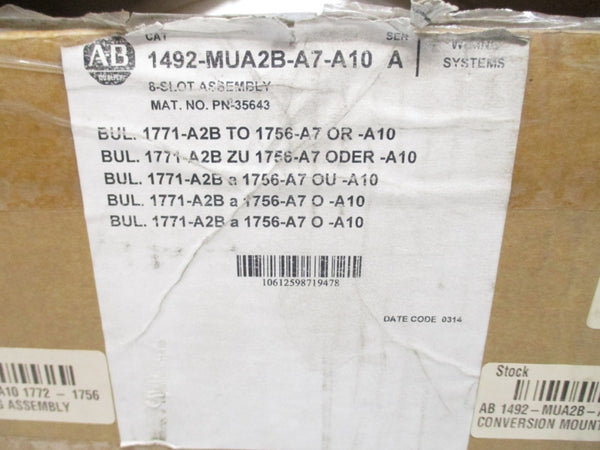 AB
CAT
SER
1492-MUA2B-A7-A10 A
WIRING
SYSTEMS
8-SLOT ASSEMBLY
MAT. NO. PN-35643
BUL. 1771-A2B TO 1756-A7 OR -A10
BUL. 1771-A2B ZU 1756-A7 ODER -A10
BUL. 1771-A2B a 1756-A7 OU -A10
BUL. 1771-A2B a 1756-A7 O -A10
BUL. 1771-A2B a 1756-A7 O -A10
10612598719478
DATE CODE 0314
A10 1772 - 1756
ASSEMBLY
Stock
AB 1492-MUA2B-
CONVERSION MOUNT